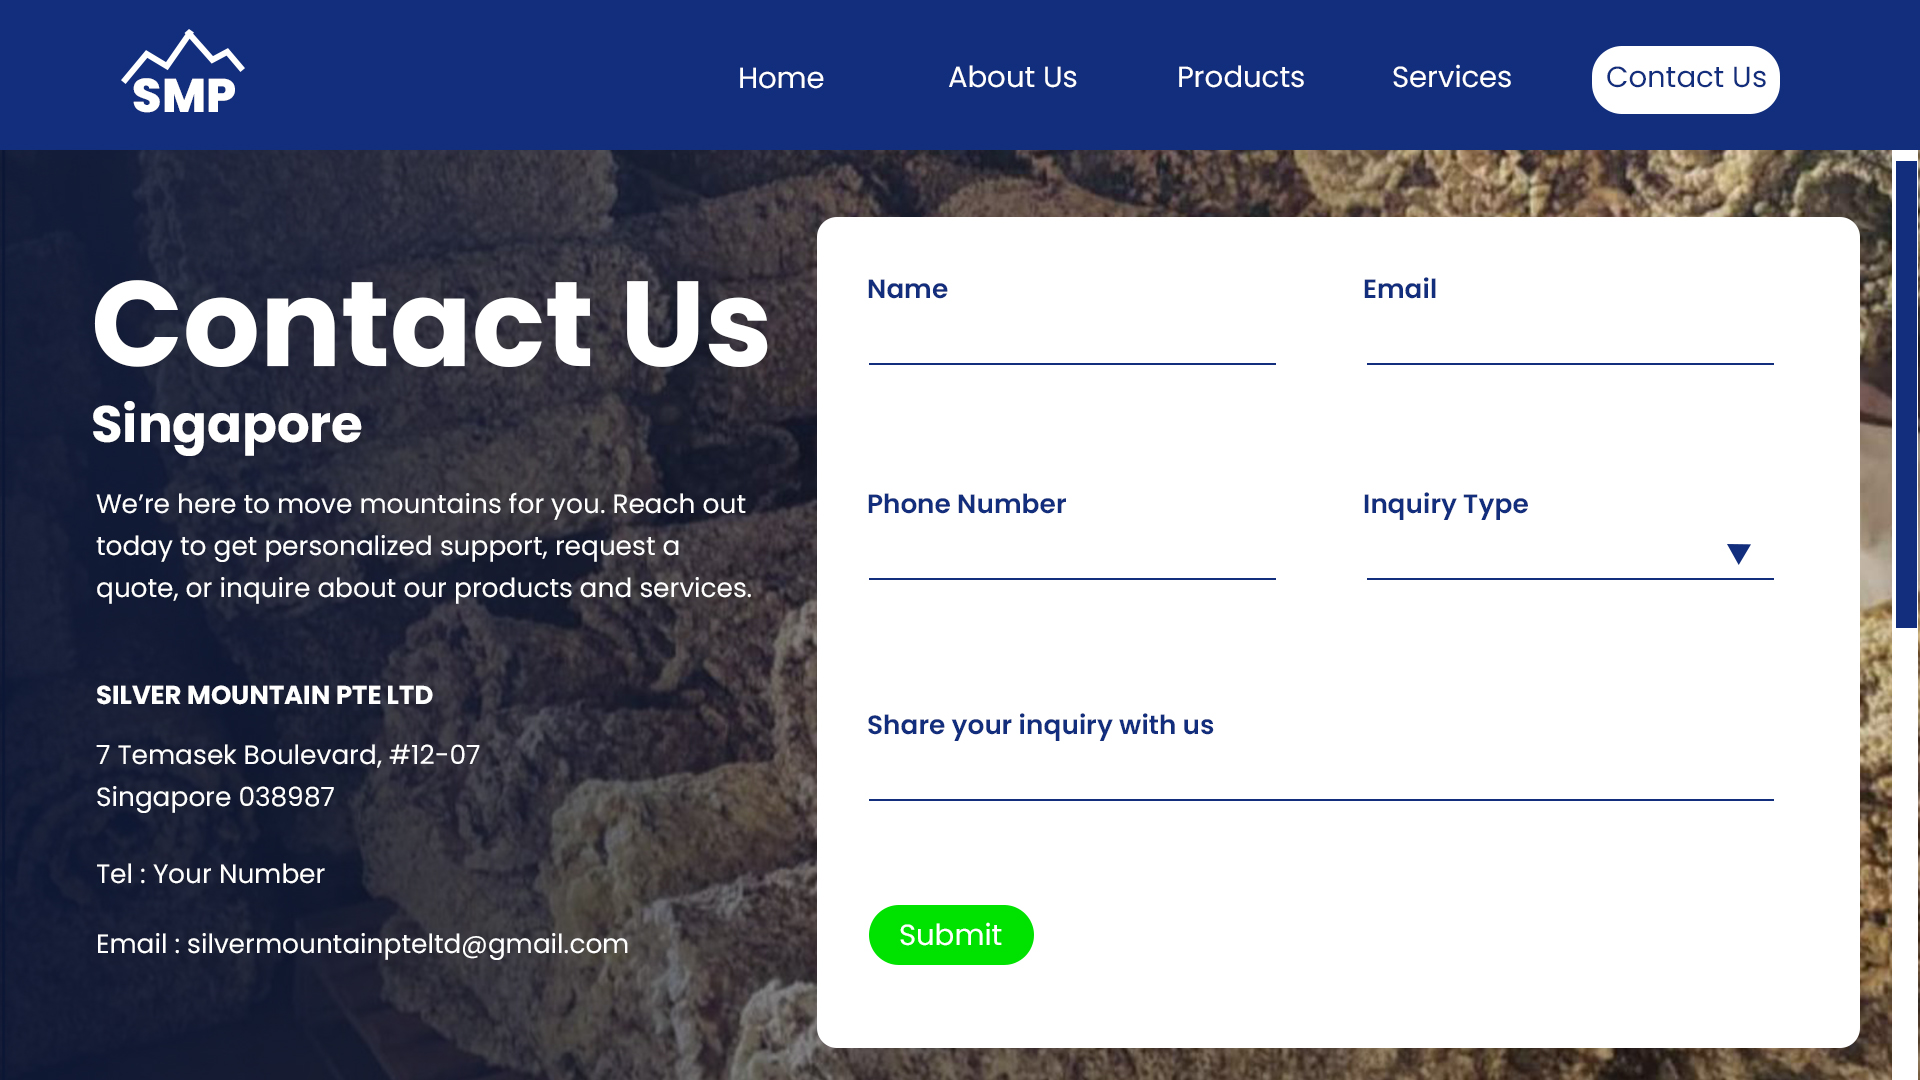 SMP
Home
About Us
Products
Services
Contact Us
Contact Us
Singapore
We’re here to move mountains for you. Reach out
today to get personalized support, request a
quote, or inquire about our products and services.
SILVER MOUNTAIN PTE LTD
7 Temasek Boulevard, #12-07
Singapore 038987
Tel : Your Number
Email : silvermountainpteltd@gmail.com
Name
Email
Phone Number
Inquiry Type
Share your inquiry with us
Submit